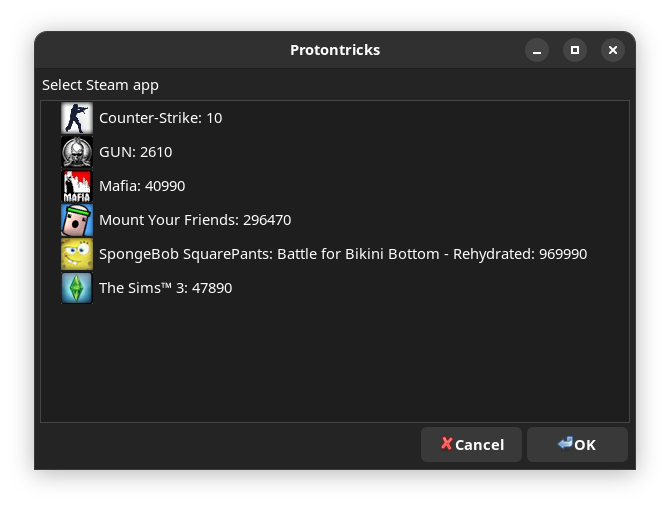 Protontricks
Select Steam app
Counter-Strike: 10
GUN: 2610
MAFIA
Mafia: 40990
Mount Your Friends: 296470
SpongeBob SquarePants: Battle for Bikini Bottom - Rehydrated: 969990
The Sims™ 3: 47890
Cancel
OK